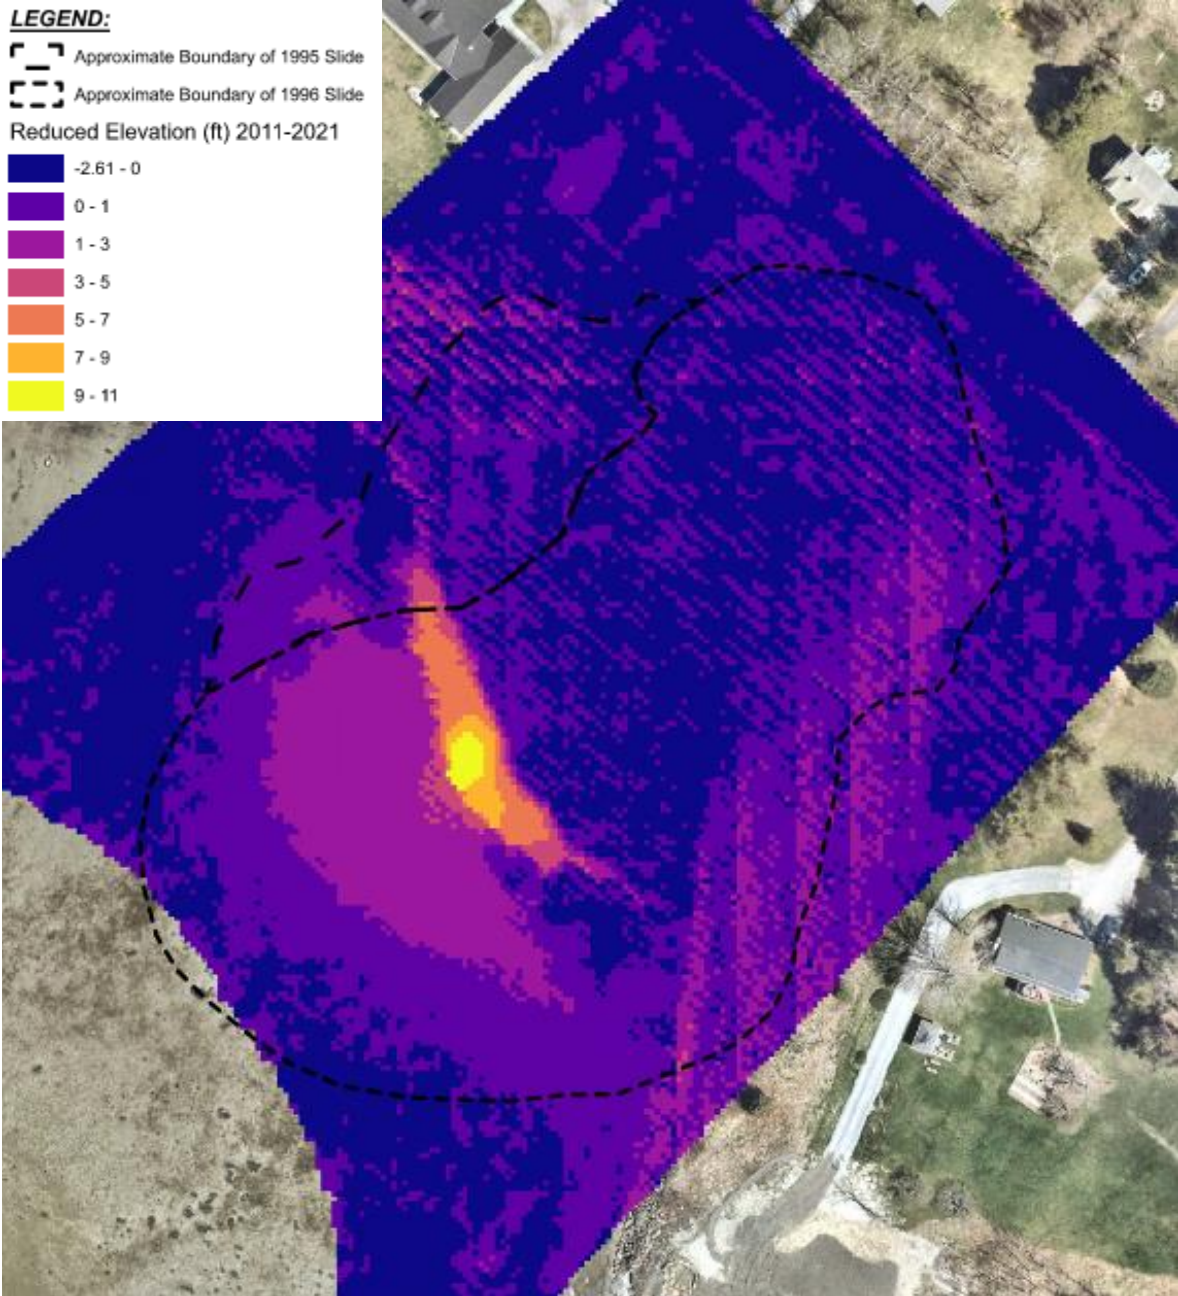 LEGEND:
Approximate Boundary of 1995 Slide
Approximate Boundary of 1996 Slide
Reduced Elevation (ft) 2011-2021
-2.61 - 0
0 - 1
1 - 3
3 - 5
5 - 7
7 - 9
9 - 11